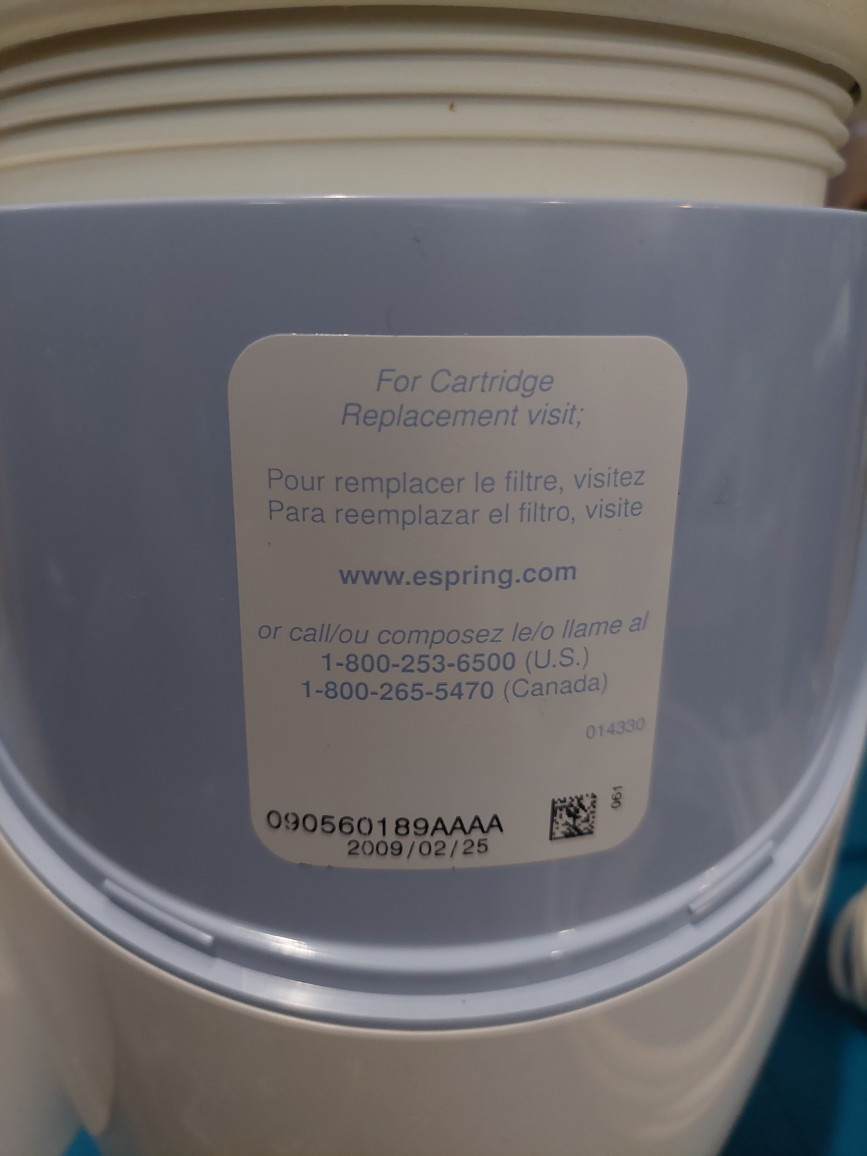 For Cartridge
Replacement visit;
Pour remplacer le filtre, visitez
Para reemplazar el filtro, visite
www.espring.com
or call/ou composez le/o llame al
1-800-253-6500 (U.S.)
1-800-265-5470 (Canada)
014330
090560189AAAA
061
2009/02/25